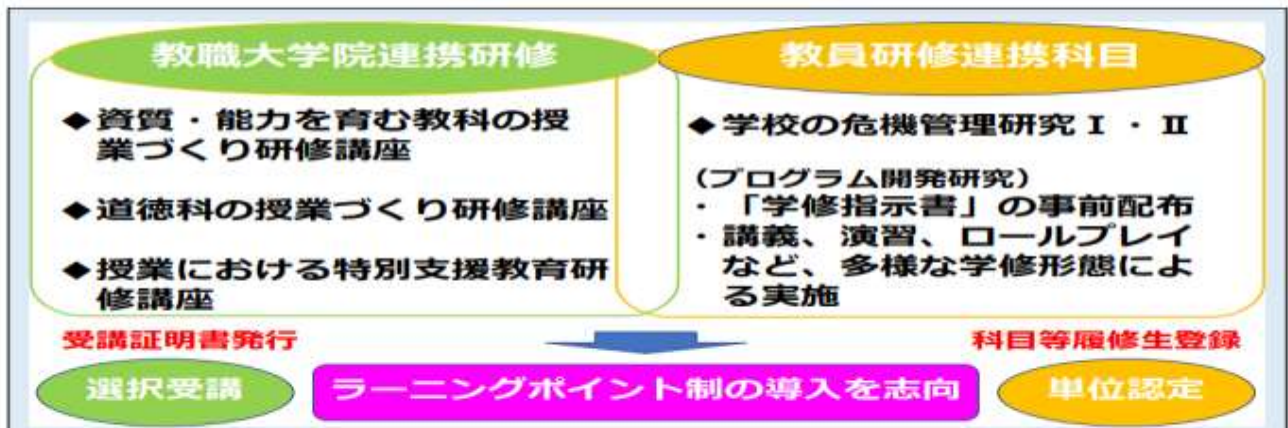 教職大学院連携研修
◆資質・能力を育む教科の授
業づくり研修講座
◆道徳科の授業づくり研修講座
◆授業における特別支援教育研
修講座
教員研修連携科目
◆学校の危機管理研究Ⅰ・Ⅱ
(プログラム開発研究)
・「学修指示書」の事前配布
・講義、演習、ロールプレイ
など、多様な学修形態によ
る実施
受講証明書発行
科目等履修生登録
選択受講
ラーニングポイント制の導入を志向
単位認定